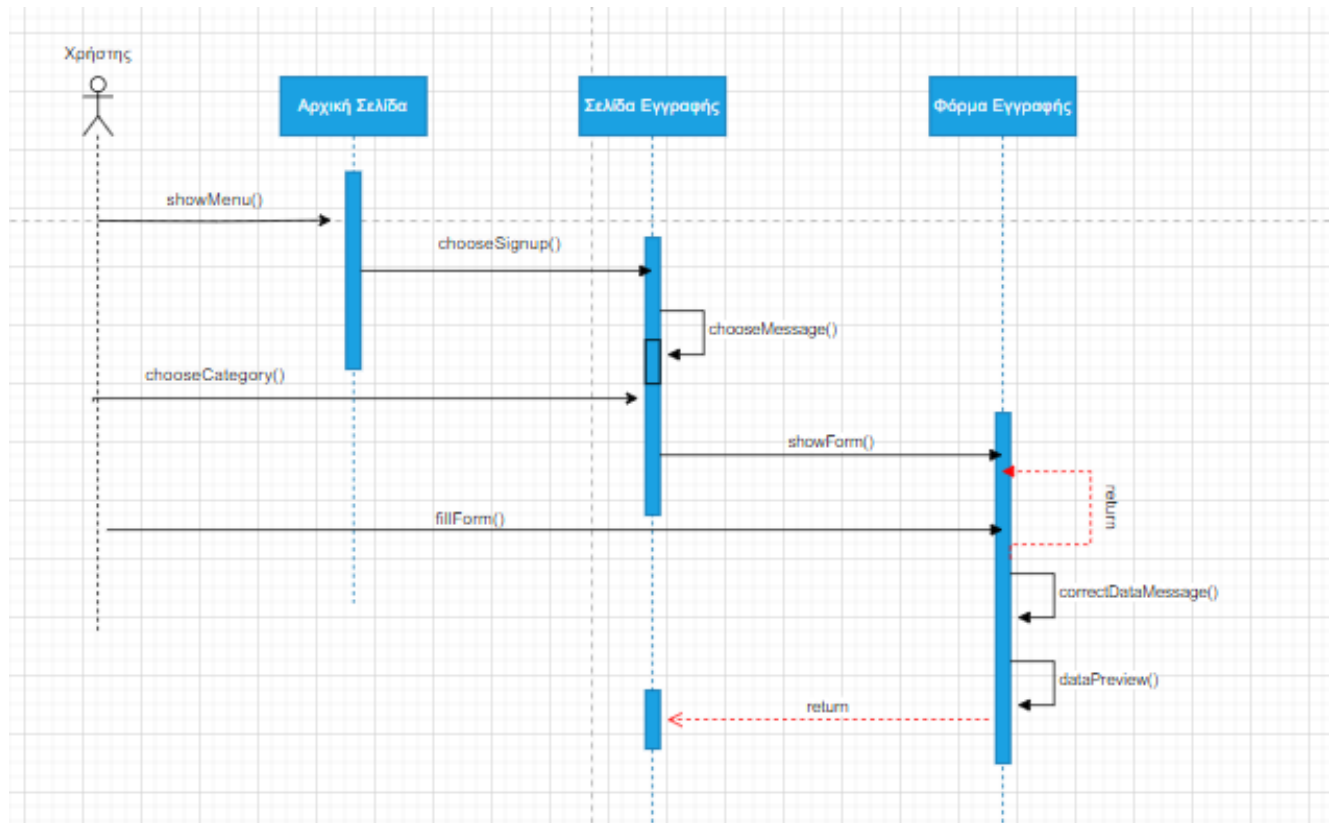 Χρήστης
Αρχική Σελίδα
Σελίδα Εγγραφής
Φόρμα Εγγραφής
showMenu()
chooseSignup()
chooseMessage()
chooseCategory()
showForm()
return
fillForm()
correctDataMessage()
dataPreview()
return